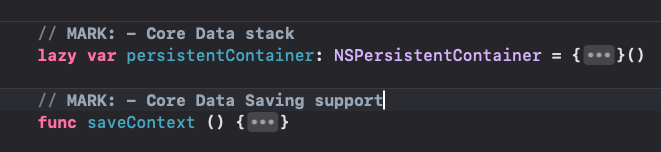 // MARK: - Core Data stack
lazy var persistentContainer: NSPersistentContainer = {•••}()
// MARK: - Core Data Saving support
func saveContext () {•••}